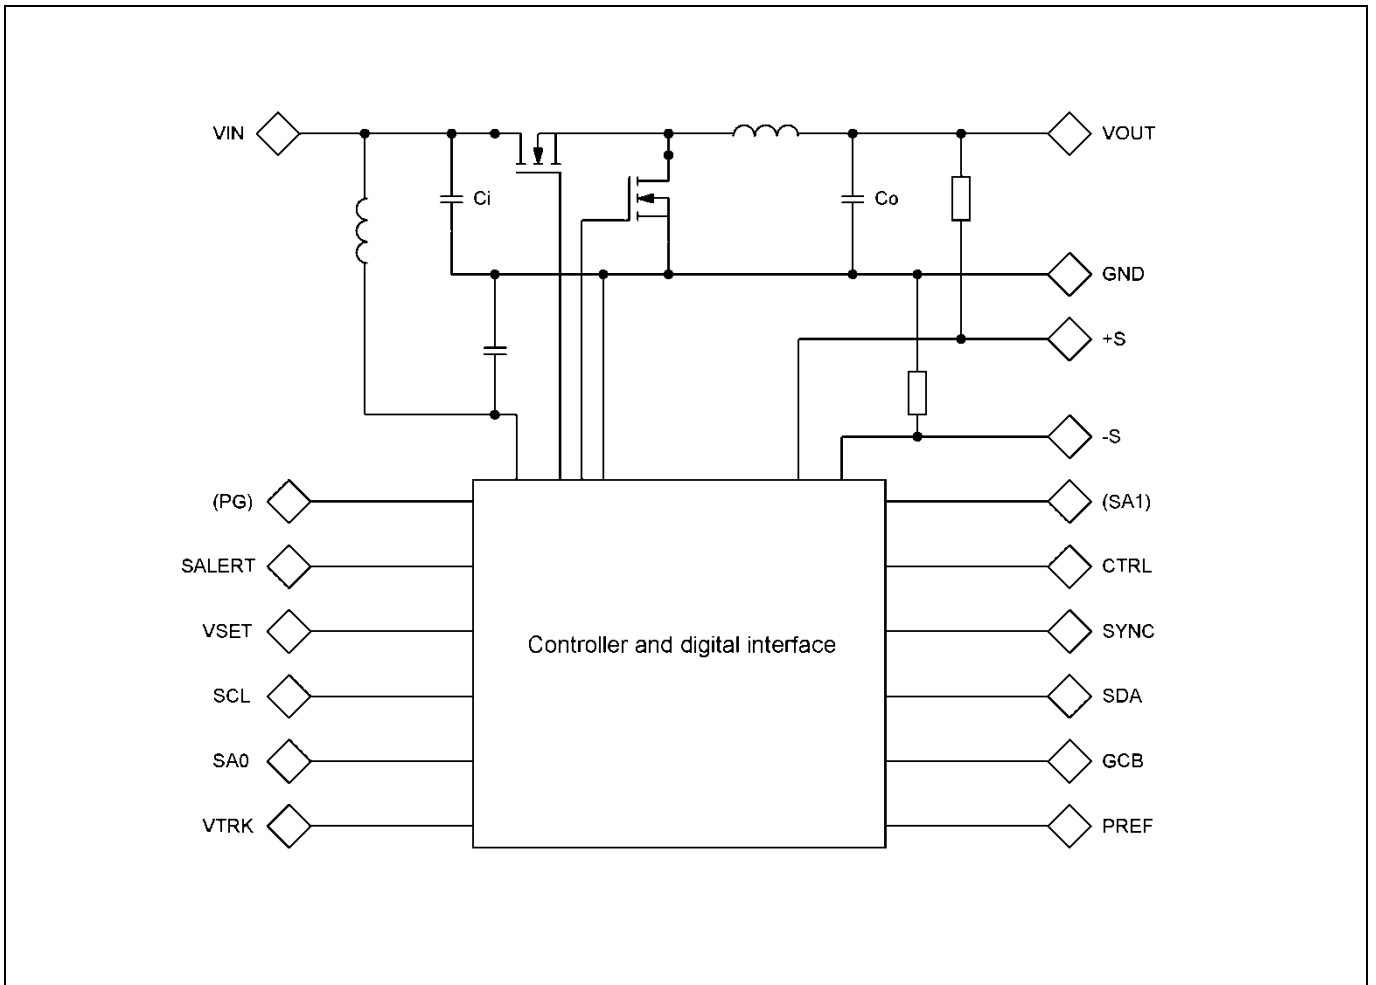 VIN
VOUT
Ci
Co
GND
+S
-S
(PG)
(SA1)
SALERT
CTRL
VSET
SYNC
Controller and digital interface
SCL
SDA
SA0
GCB
VTRK
PREF